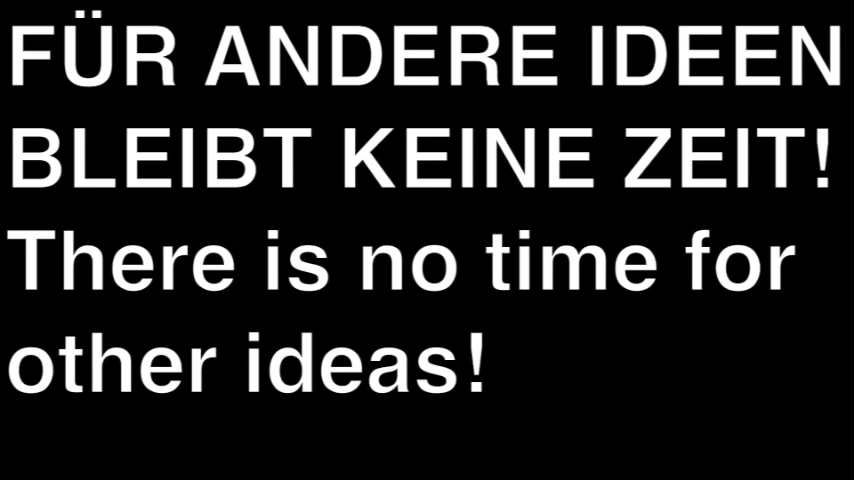 FÜR ANDERE IDEEN
BLEIBT KEINE ZEIT!
There is no time for
other ideas!